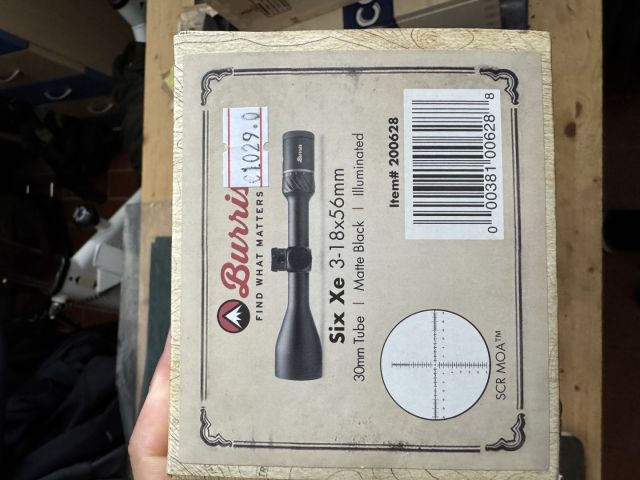 Burris
FIND WHAT MATTERS
€1029.0
Burris
Six Xe 3-18x56mm
30mm Tube | Matte Black | Illuminated
Item# 200628
0 00381 00628 8
SCR MOA™